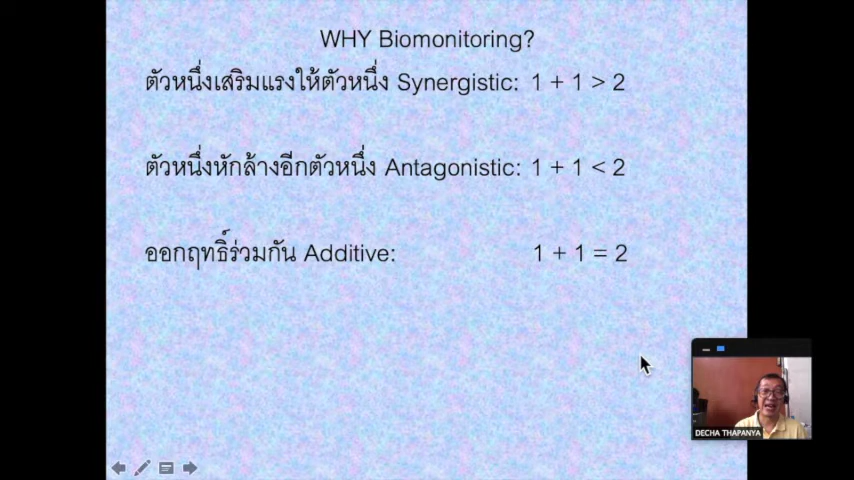 WHY Biomonitoring?
ตัวหนึ่งเสริมแรงให้ตัวหนึ่ง Synergistic: 1 + 1 > 2
ตัวหนึ่งหักล้างอีกตัวหนึ่ง Antagonistic: 1 + 1 < 2
ออกฤทธิ์ร่วมกัน Additive: 1 + 1 = 2
DECHA THAPANYA